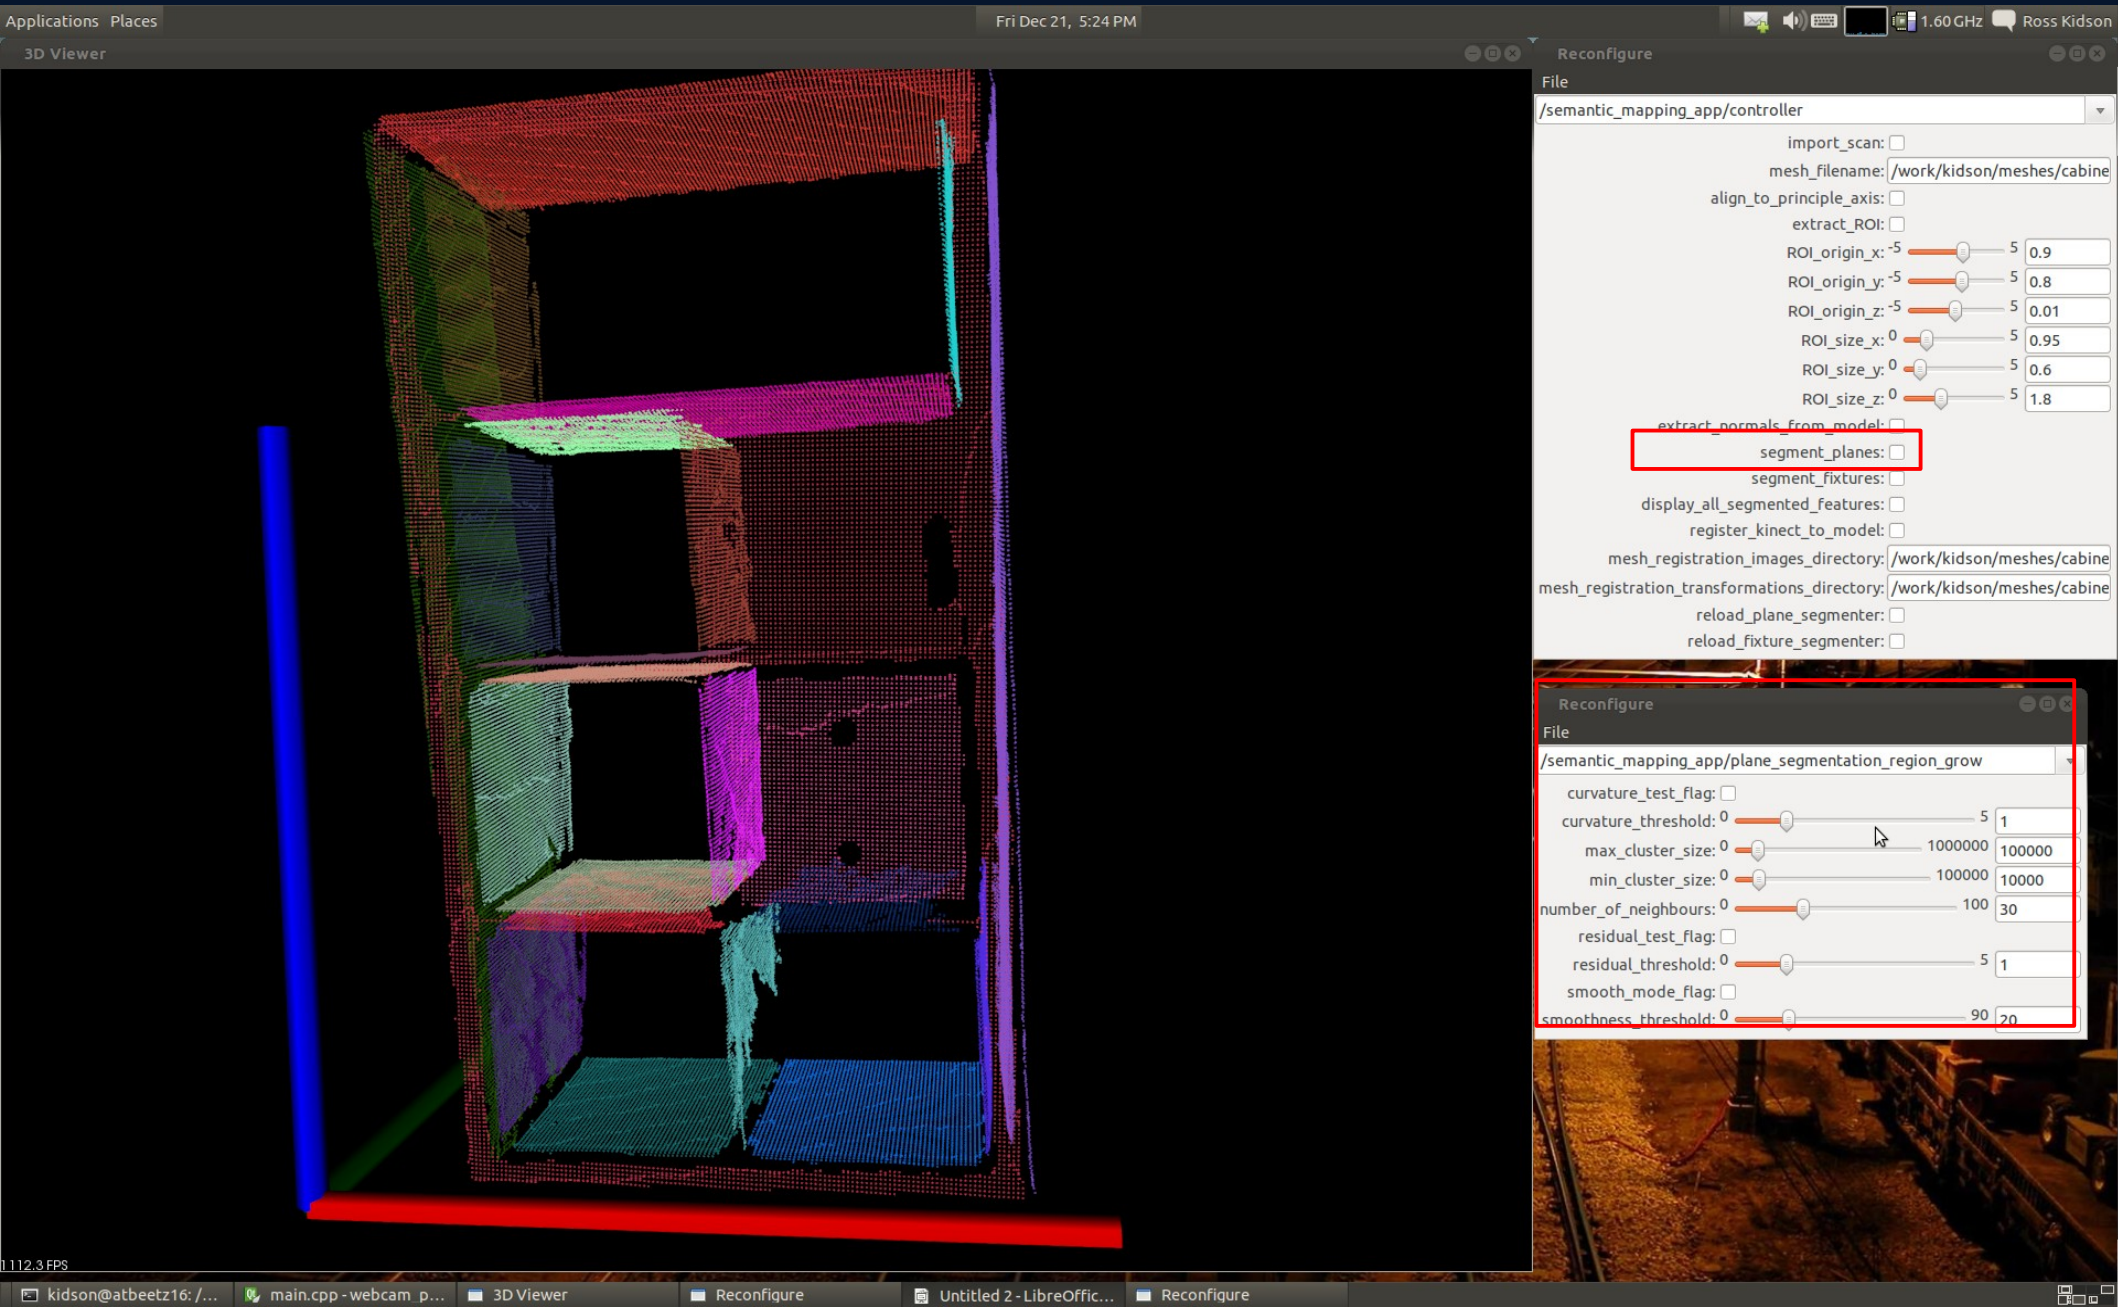 Applications Places
Fri Dec 21, 5:24 PM
1.60 GHz
Ross Kidson
3D Viewer
Reconfigure
File
/semantic_mapping_app/controller
import_scan:
mesh_filename: /work/kidson/meshes/cabine
align_to_principle_axis:
extract_ROI:
ROI_origin_x: -5 5 0.9
ROI_origin_y: -5 5 0.8
ROI_origin_z: -5 5 0.01
ROI_size_x: 0 5 0.95
ROI_size_y: 0 5 0.6
ROI_size_z: 0 5 1.8
extract_normals_from_model:
segment_planes:
segment_fixtures:
display_all_segmented_features:
register_kinect_to_model:
mesh_registration_images_directory: /work/kidson/meshes/cabine
mesh_registration_transformations_directory: /work/kidson/meshes/cabine
reload_plane_segmenter:
reload_fixture_segmenter:
Reconfigure
File
/semantic_mapping_app/plane_segmentation_region_grow
curvature_test_flag:
curvature_threshold: 0 5 1
max_cluster_size: 0 1000000 100000
min_cluster_size: 0 100000 10000
number_of_neighbours: 0 100 30
residual_test_flag:
residual_threshold: 0 5 1
smooth_mode_flag:
smoothness_threshold: 0 90 20
1112.3 FPS
kidson@atbeetz16: /...
main.cpp - webcam_p...
3D Viewer
Reconfigure
Untitled 2 - LibreOffic...
Reconfigure